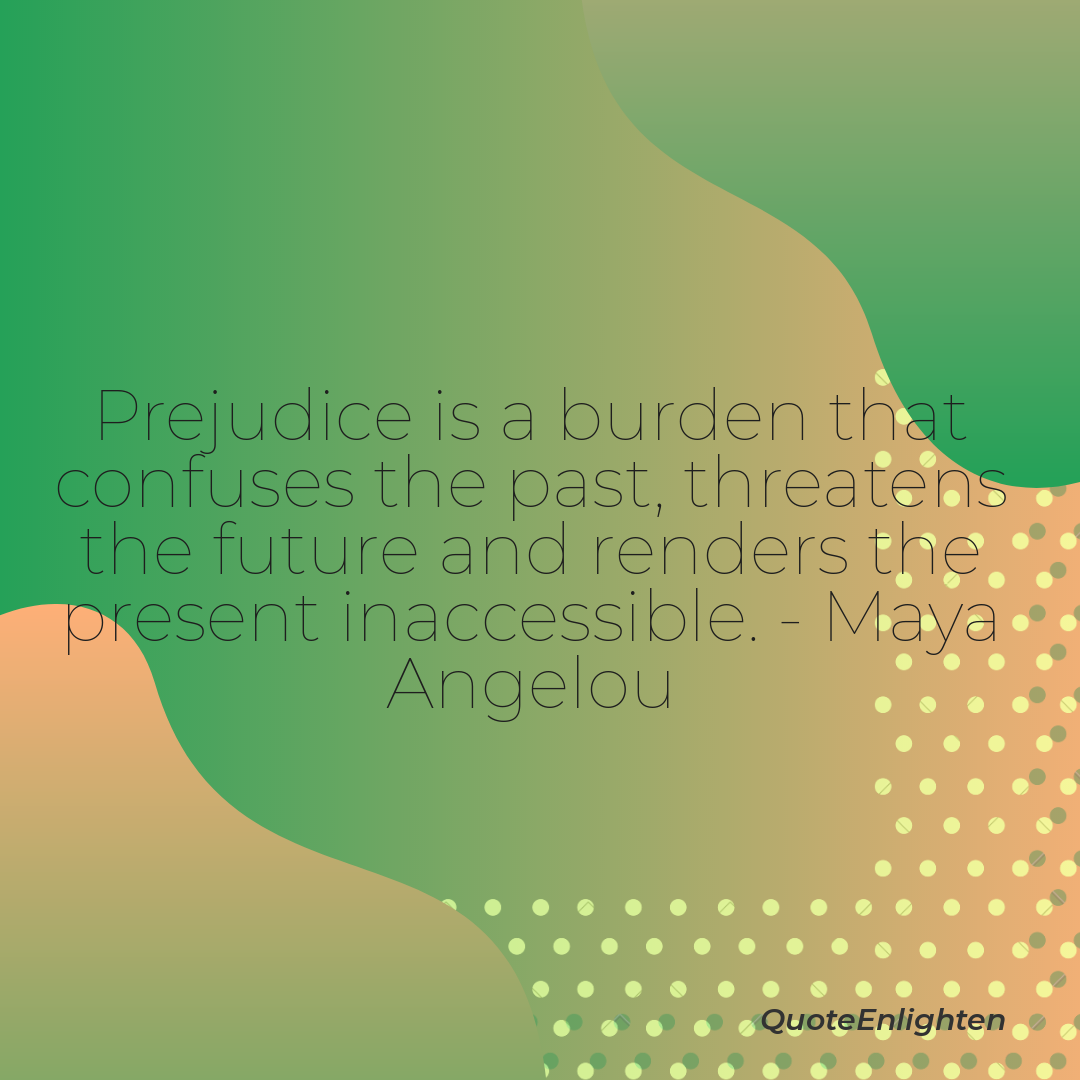 Prejudice is a burden that
confuses the past, threatens
the future and renders the
present inaccessible. - Maya
Angelou
QuoteEnlighten